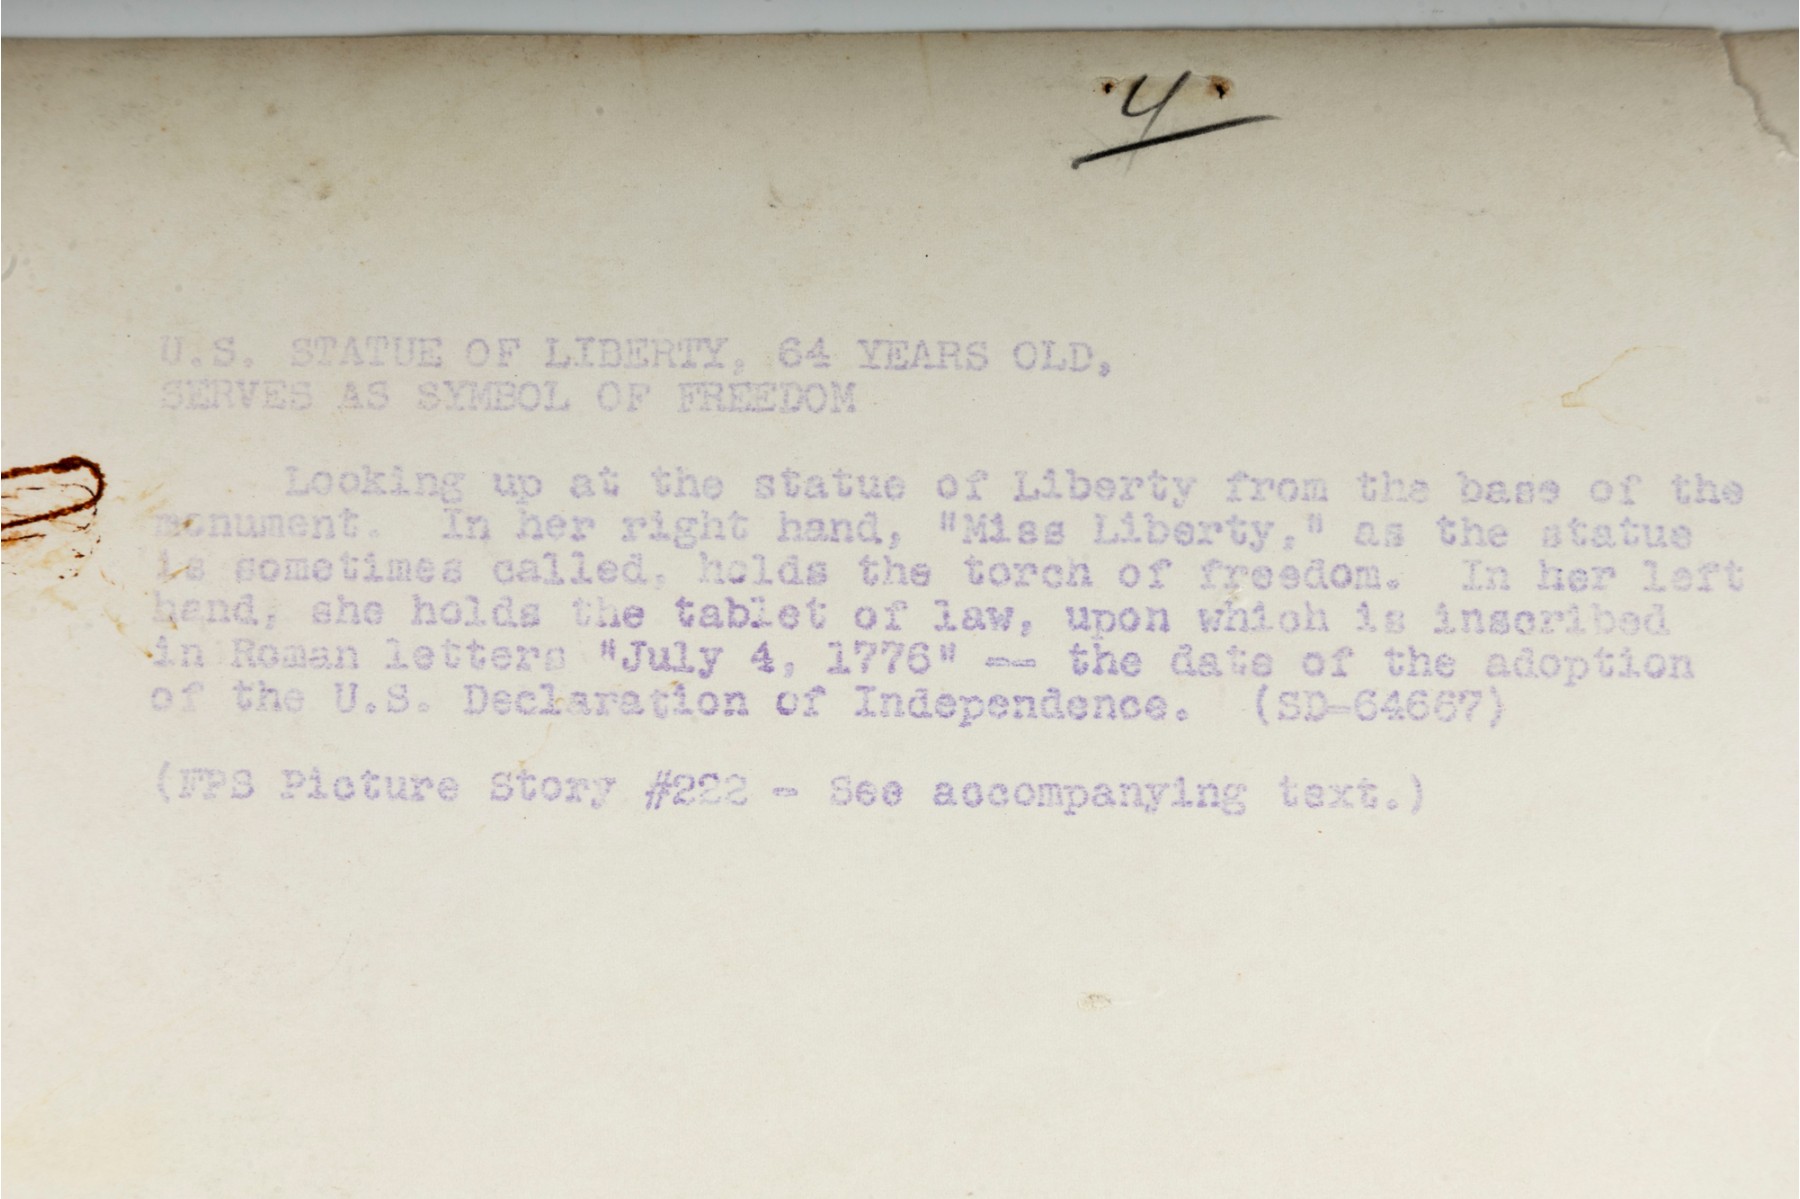 4
U.S. STATUE OF LIBERTY, 64 YEARS OLD,
SERVES AS SYMBOL OF FREEDOM
Looking up at the statue of Liberty from the base of the
monument. In her right hand, "Miss Liberty," as the statue
is sometimes called, holds the torch of freedom. In her left
hand, she holds the tablet of law, upon which is inscribed
in Roman letters "July 4, 1776" -- the date of the adoption
of the U.S. Declaration of Independence. (SD-64667)
(FPS Picture Story #222 - See accompanying text.)